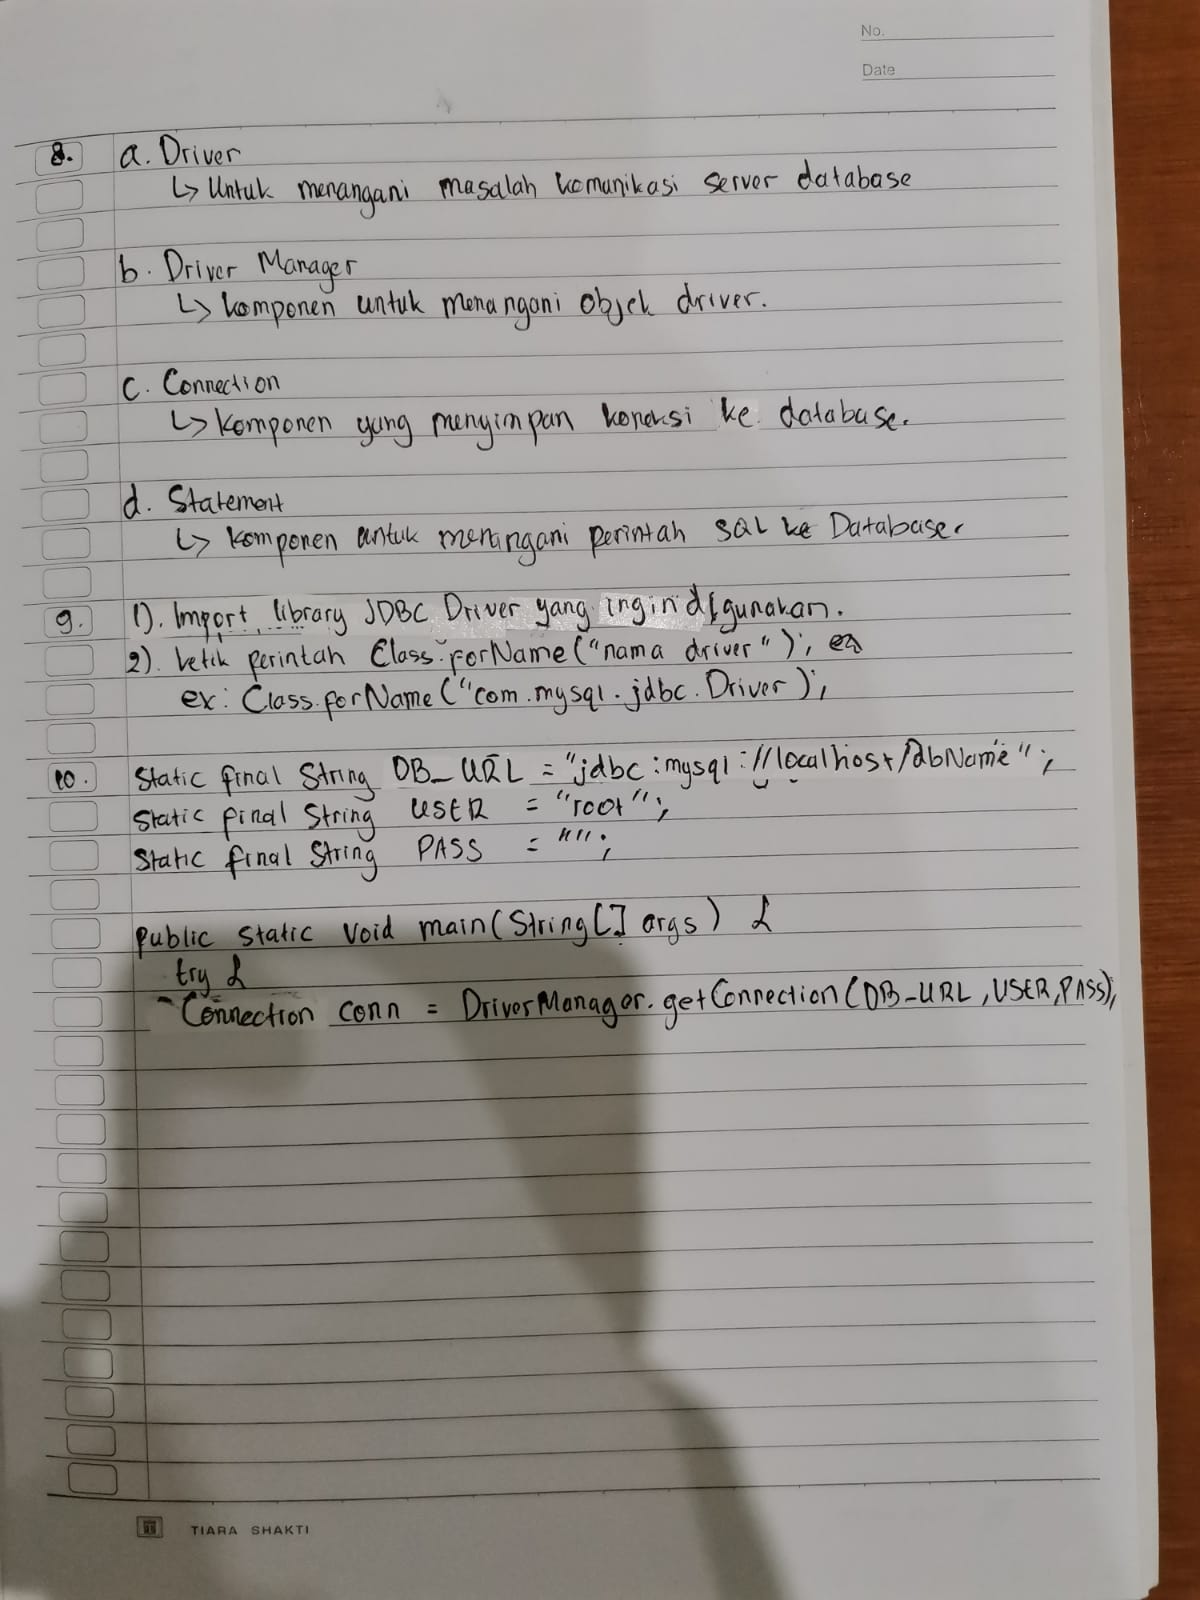 No.
Date
8. a. Driver
↳ Untuk menangani masalah komunikasi server database
b. Driver Manager
↳ komponen untuk menangani objek driver.
c. Connection
↳ Komponen yang menyimpan koneksi ke database.
d. Statement
↳ komponen untuk menangani perintah SQL ke Database.
9. 1). Import library JDBC Driver yang ingin digunakan.
2). ketik perintah Class.forName("nama driver");
ex: Class.forName("com.mysql.jdbc.Driver);
10. Static final String DB_URL = "jdbc:mysql://localhost/dbName";
Static final String USER = "root";
Static final String PASS = "";
public static void main(String[] args) {
try {
Connection conn = DriverManager.getConnection(DB_URL, USER, PASS);
TIARA SHAKTI